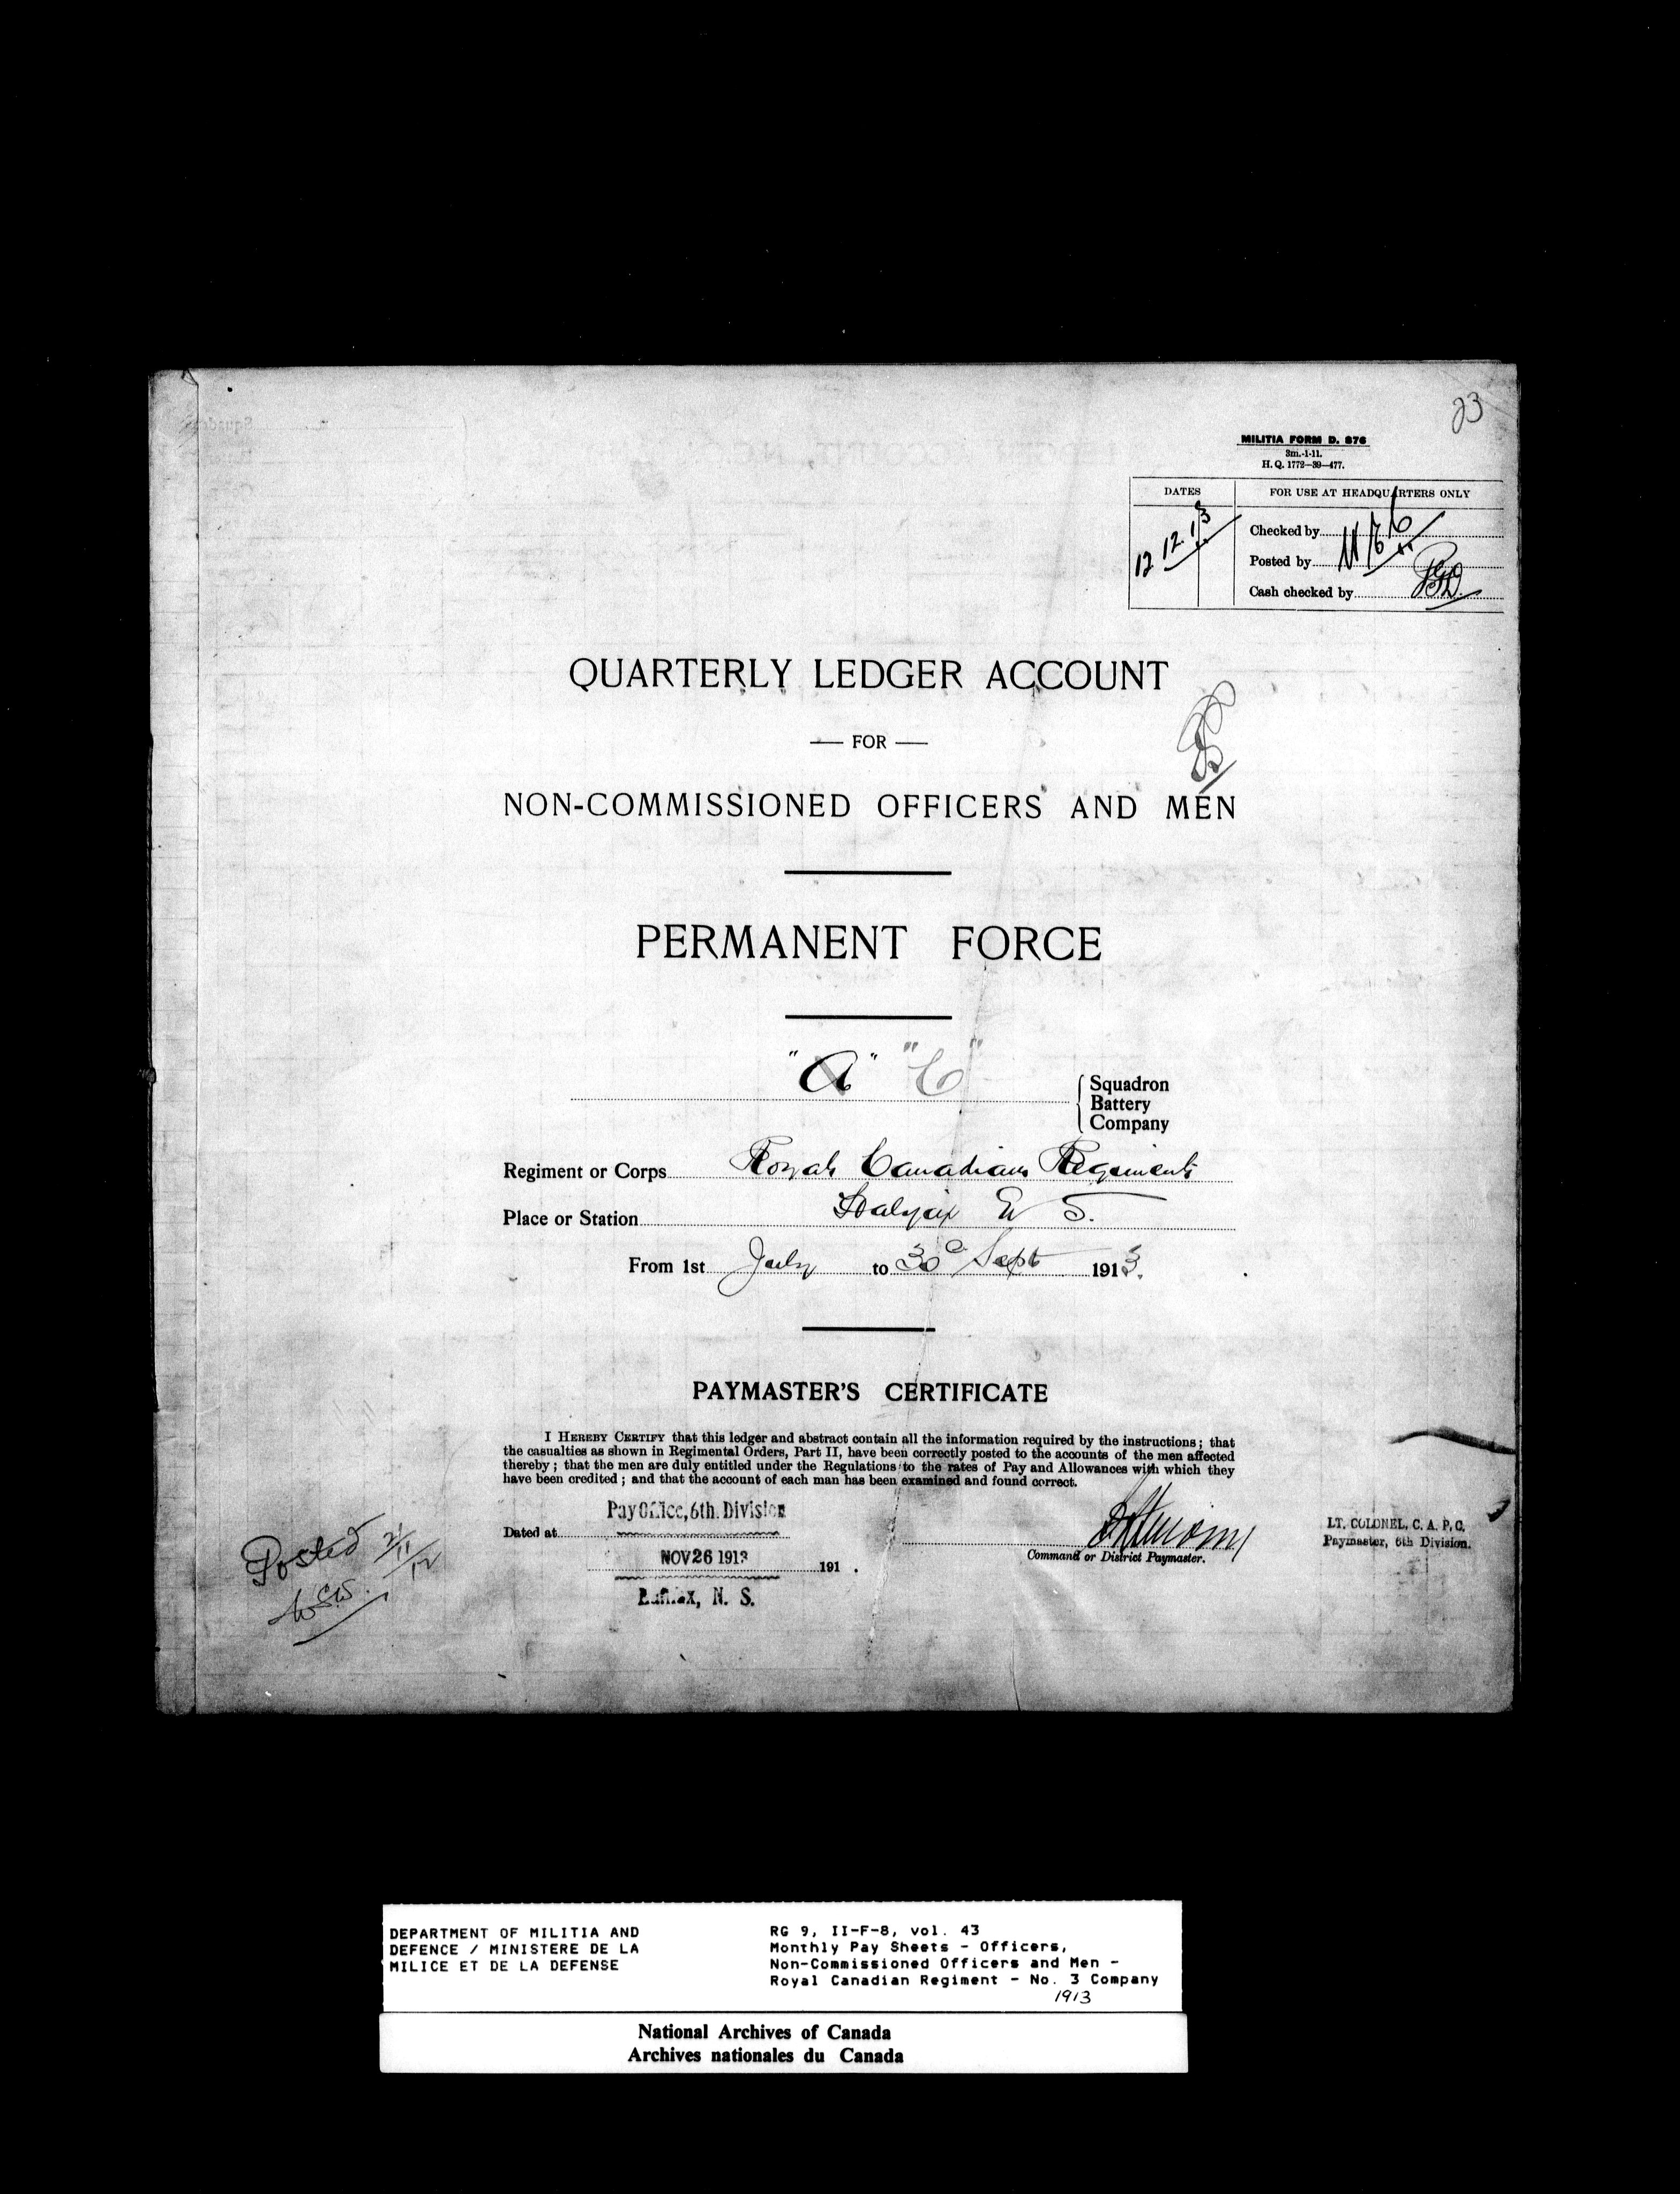 23
MILITIA FORM D. 876
3m.-1-11.
H. Q. 1772-39-477.
DATES
FOR USE AT HEADQUARTERS ONLY
12 12 13
Checked by
Posted by
Cash checked by
QUARTERLY LEDGER ACCOUNT
— FOR —
NON-COMMISSIONED OFFICERS AND MEN
PERMANENT FORCE
"A" "C"
Squadron
Battery
Company
Regiment or Corps Royal Canadian Regiment
Place or Station Halifax N S.
From 1st July to 30 Sept 1913.
PAYMASTER'S CERTIFICATE
I HEREBY CERTIFY that this ledger and abstract contain all the information required by the instructions; that
the casualties as shown in Regimental Orders, Part II, have been correctly posted to the accounts of the men affected
thereby; that the men are duly entitled under the Regulations to the rates of Pay and Allowances with which they
have been credited; and that the account of each man has been examined and found correct.
Pay Office, 6th. Division
Dated at
NOV 26 1913 191 .
Halifax, N. S.
Command or District Paymaster.
LT. COLONEL, C. A. P. C.
Paymaster, 6th Division.
Posted
DEPARTMENT OF MILITIA AND
DEFENCE / MINISTERE DE LA
MILICE ET DE LA DEFENSE
RG 9, II-F-8, vol. 43
Monthly Pay Sheets - Officers,
Non-Commissioned Officers and Men -
Royal Canadian Regiment - No. 3 Company
1913
National Archives of Canada
Archives nationales du Canada